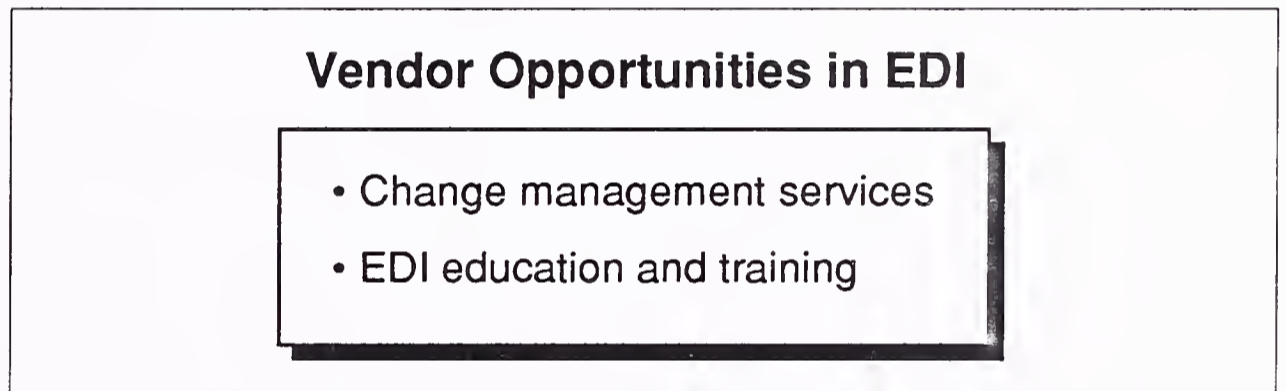 Vendor Opportunities in EDI
• Change management services
• EDI education and training